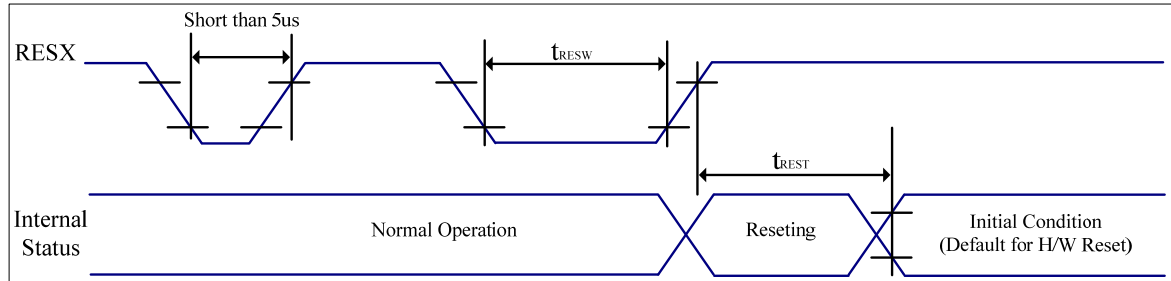 Short than 5us
RESX
tRESW
tREST
Internal
Status
Normal Operation
Reseting
Initial Condition
(Default for H/W Reset)